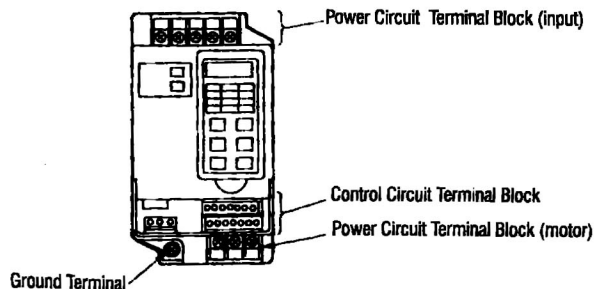 Power Circuit Terminal Block (input)
Control Circuit Terminal Block
Power Circuit Terminal Block (motor)
Ground Terminal